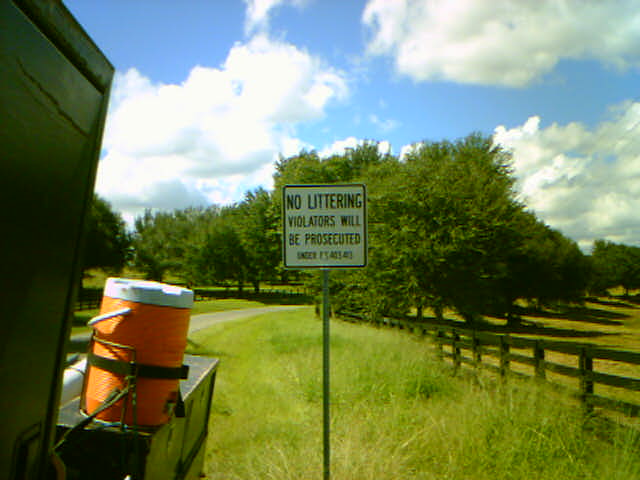 NO LITTERING
VIOLATORS WILL
BE PROSECUTED
UNDER F.S 403.413